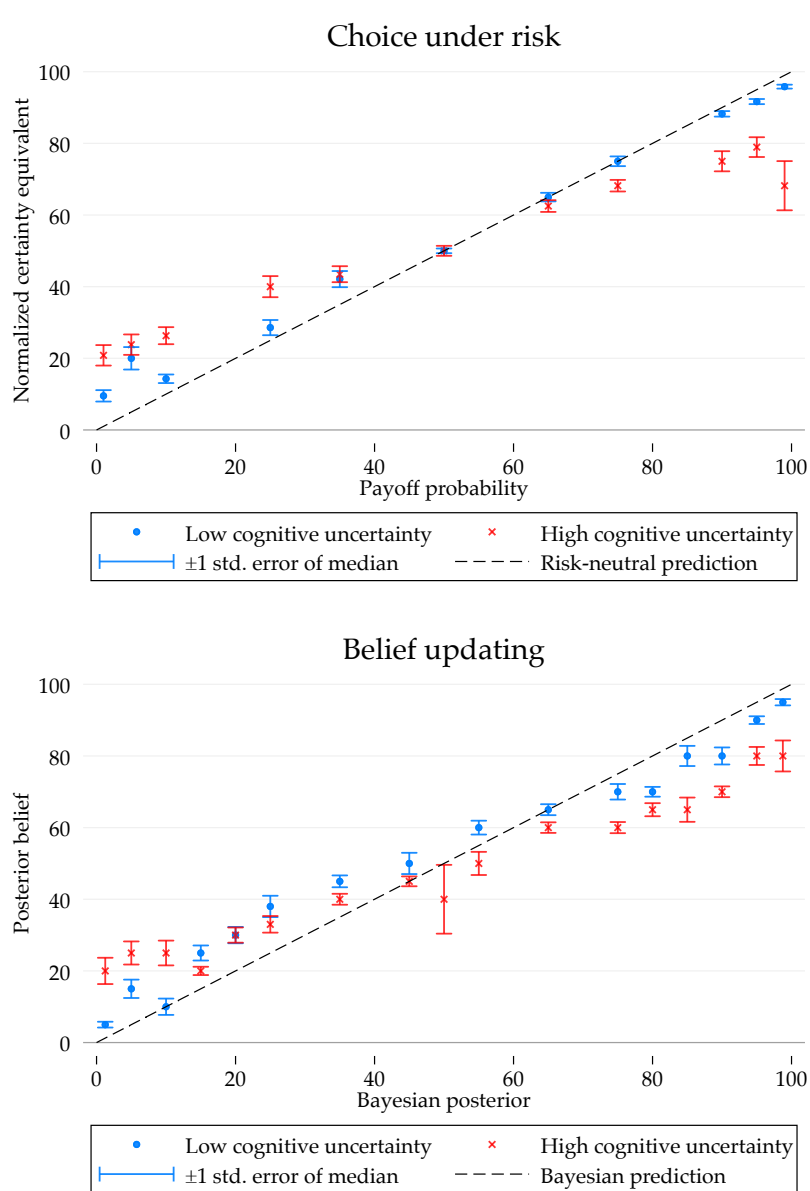 Choice under risk
Normalized certainty equivalent
100
80
60
40
20
0
0 20 40 60 80 100
Payoff probability
Low cognitive uncertainty High cognitive uncertainty
±1 std. error of median Risk-neutral prediction
Belief updating
Posterior belief
100
80
60
40
20
0
0 20 40 60 80 100
Bayesian posterior
Low cognitive uncertainty High cognitive uncertainty
±1 std. error of median Bayesian prediction